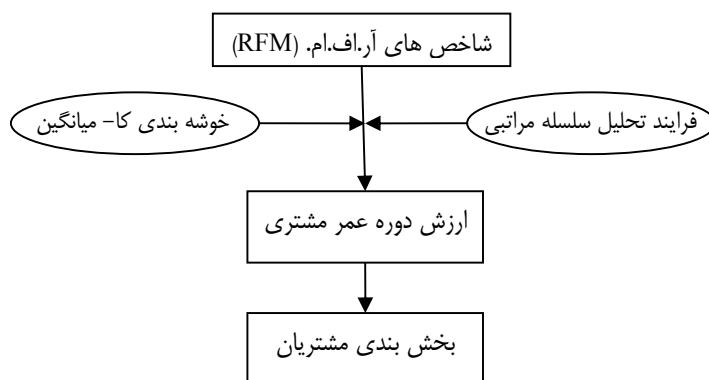 شاخص های آر.اف.ام. (RFM)
فرایند تحلیل سلسله مراتبی
خوشه بندی کا- میانگین
ارزش دوره عمر مشتری
بخش بندی مشتریان